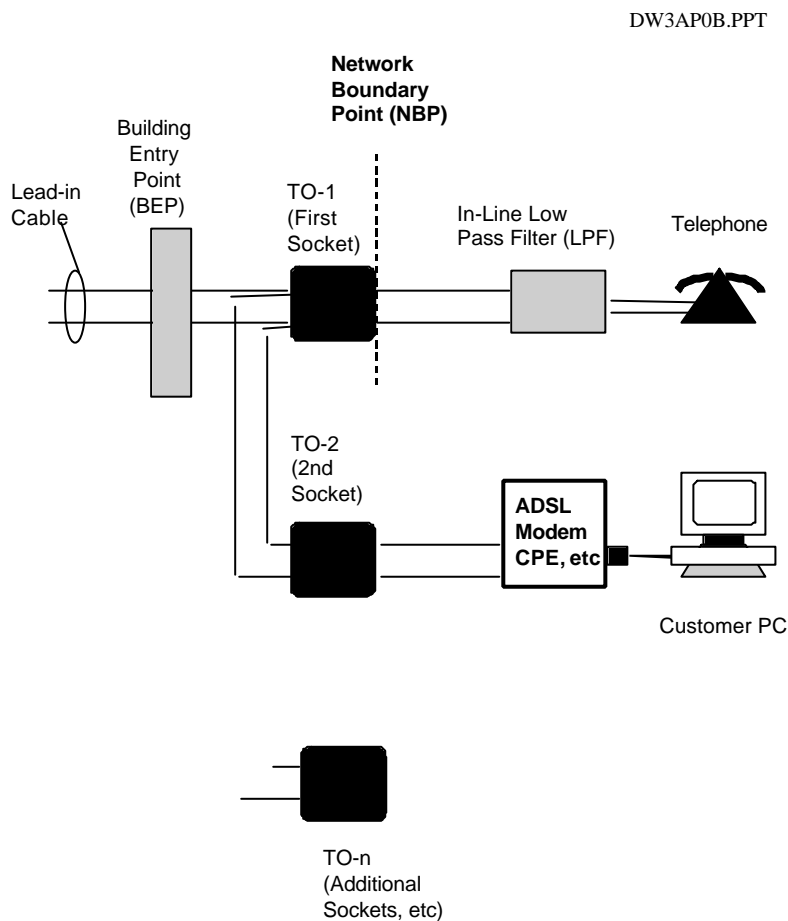 DW3AP0B.PPT
Network
Boundary
Point (NBP)
Building
Entry
Point
(BEP)
Lead-in
Cable
TO-1
(First
Socket)
In-Line Low
Pass Filter (LPF)
Telephone
TO-2
(2nd
Socket)
ADSL
Modem
CPE, etc
Customer PC
TO-n
(Additional
Sockets, etc)